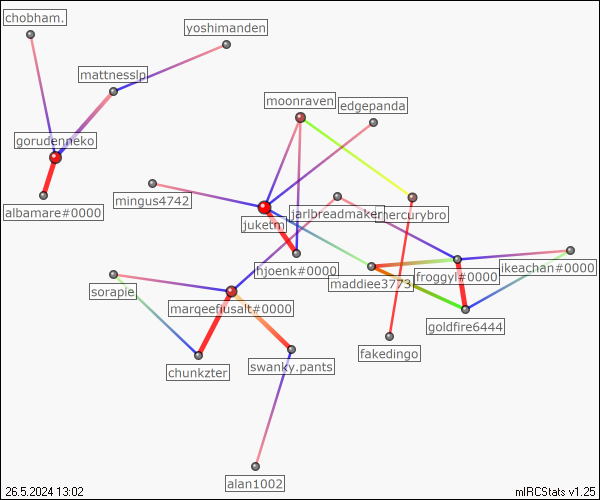 chobham.
yoshimanden
mattnesslp
moonraven
edgepanda
gorudenneko
mingus4742
albamare#0000
jarlbreadmaker
mercurybro
juketm
hjoenk#0000
maddiee3773
froggyl#0000
ikeachan#0000
sorapie
marqeefiusalt#0000
goldfire6444
chunkzter
swanky.pants
fakedingo
alan1002
26.5.2024 13:02
mIRCStats v1.25